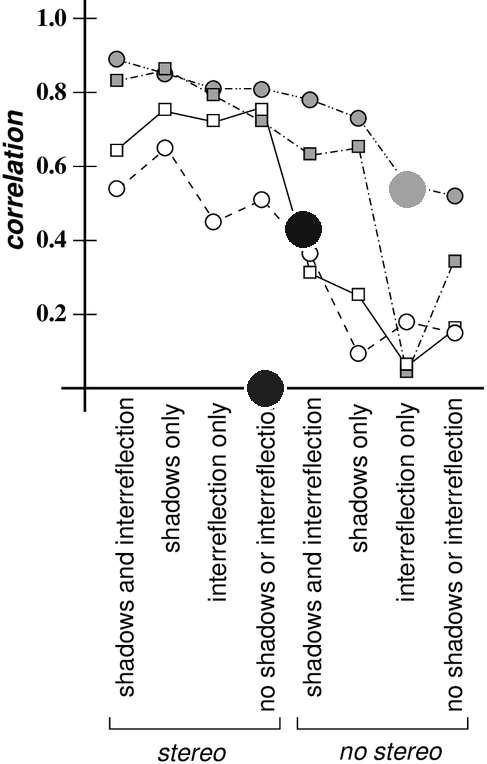 1.0
0.8
0.6
0.4
0.2
correlation
shadows and interreflection
shadows only
interreflection only
no shadows or
shadows and interreflection
shadows only
interreflection only
no shadows or interreflection
stereo
no stereo